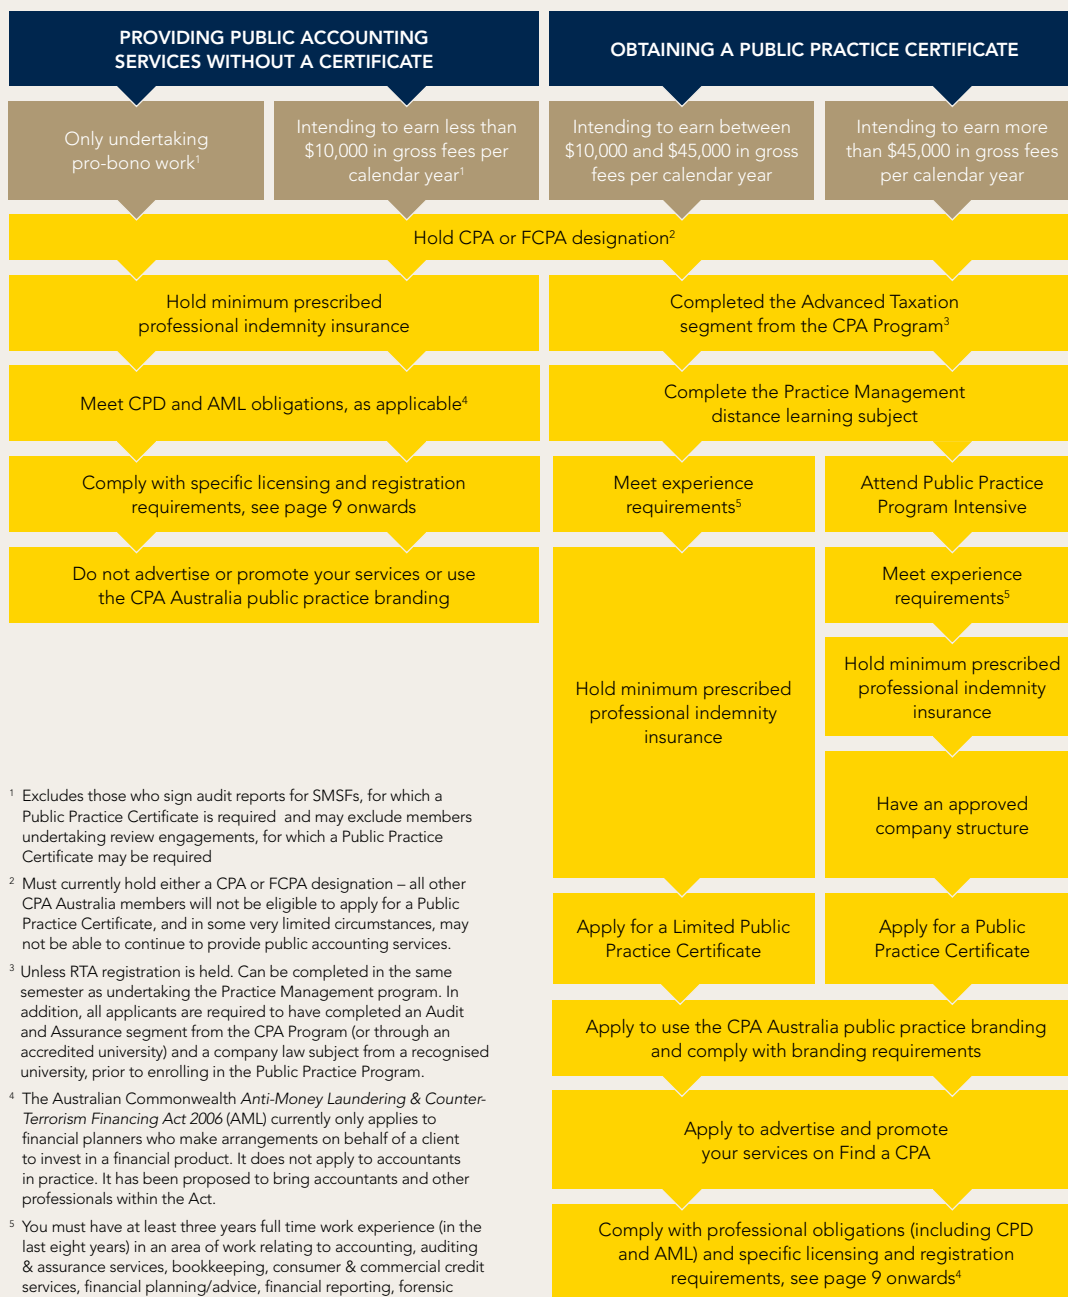 PROVIDING PUBLIC ACCOUNTING
SERVICES WITHOUT A CERTIFICATE
OBTAINING A PUBLIC PRACTICE CERTIFICATE
Only undertaking
pro-bono work¹
Intending to earn less than
$10,000 in gross fees per
calendar year¹
Intending to earn between
$10,000 and $45,000 in gross
fees per calendar year
Intending to earn more
than $45,000 in gross fees
per calendar year
Hold CPA or FCPA designation²
Hold minimum prescribed
professional indemnity insurance
Meet CPD and AML obligations, as applicable⁴
Comply with specific licensing and registration
requirements, see page 9 onwards
Do not advertise or promote your services or use
the CPA Australia public practice branding
Completed the Advanced Taxation
segment from the CPA Program³
Complete the Practice Management
distance learning subject
Meet experience
requirements⁵
Hold minimum prescribed
professional indemnity
insurance
Apply for a Limited Public
Practice Certificate
Attend Public Practice
Program Intensive
Meet experience
requirements⁵
Hold minimum prescribed
professional indemnity
insurance
Have an approved
company structure
Apply for a Public
Practice Certificate
Apply to use the CPA Australia public practice branding
and comply with branding requirements
Apply to advertise and promote
your services on Find a CPA
Comply with professional obligations (including CPD
and AML) and specific licensing and registration
requirements, see page 9 onwards⁴
¹ Excludes those who sign audit reports for SMSFs, for which a
Public Practice Certificate is required and may exclude members
undertaking review engagements, for which a Public Practice
Certificate may be required
² Must currently hold either a CPA or FCPA designation – all other
CPA Australia members will not be eligible to apply for a Public
Practice Certificate, and in some very limited circumstances, may
not be able to continue to provide public accounting services.
³ Unless RTA registration is held. Can be completed in the same
semester as undertaking the Practice Management program. In
addition, all applicants are required to have completed an Audit
and Assurance segment from the CPA Program (or through an
accredited university) and a company law subject from a recognised
university, prior to enrolling in the Public Practice Program.
⁴ The Australian Commonwealth Anti-Money Laundering & Counter-
Terrorism Financing Act 2006 (AML) currently only applies to
financial planners who make arrangements on behalf of a client
to invest in a financial product. It does not apply to accountants
in practice. It has been proposed to bring accountants and other
professionals within the Act.
⁵ You must have at least three years full time work experience (in the
last eight years) in an area of work relating to accounting, auditing
& assurance services, bookkeeping, consumer & commercial credit
services, financial planning/advice, financial reporting, forensic